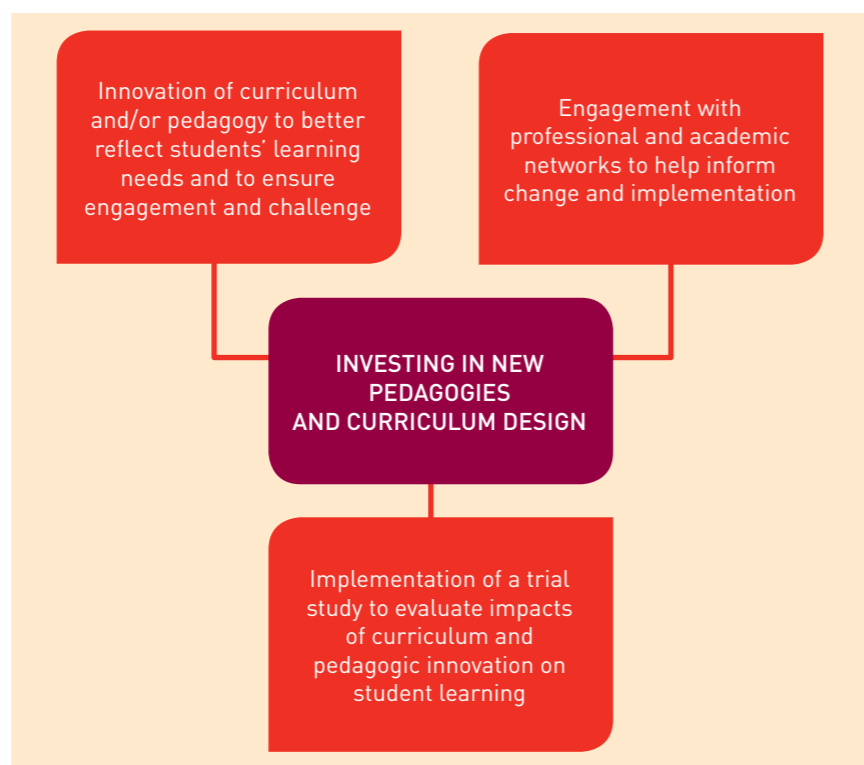 Innovation of curriculum
and/or pedagogy to better
reflect students’ learning
needs and to ensure
engagement and challenge
Engagement with
professional and academic
networks to help inform
change and implementation
INVESTING IN NEW
PEDAGOGIES
AND CURRICULUM DESIGN
Implementation of a trial
study to evaluate impacts
of curriculum and
pedagogic innovation on
student learning